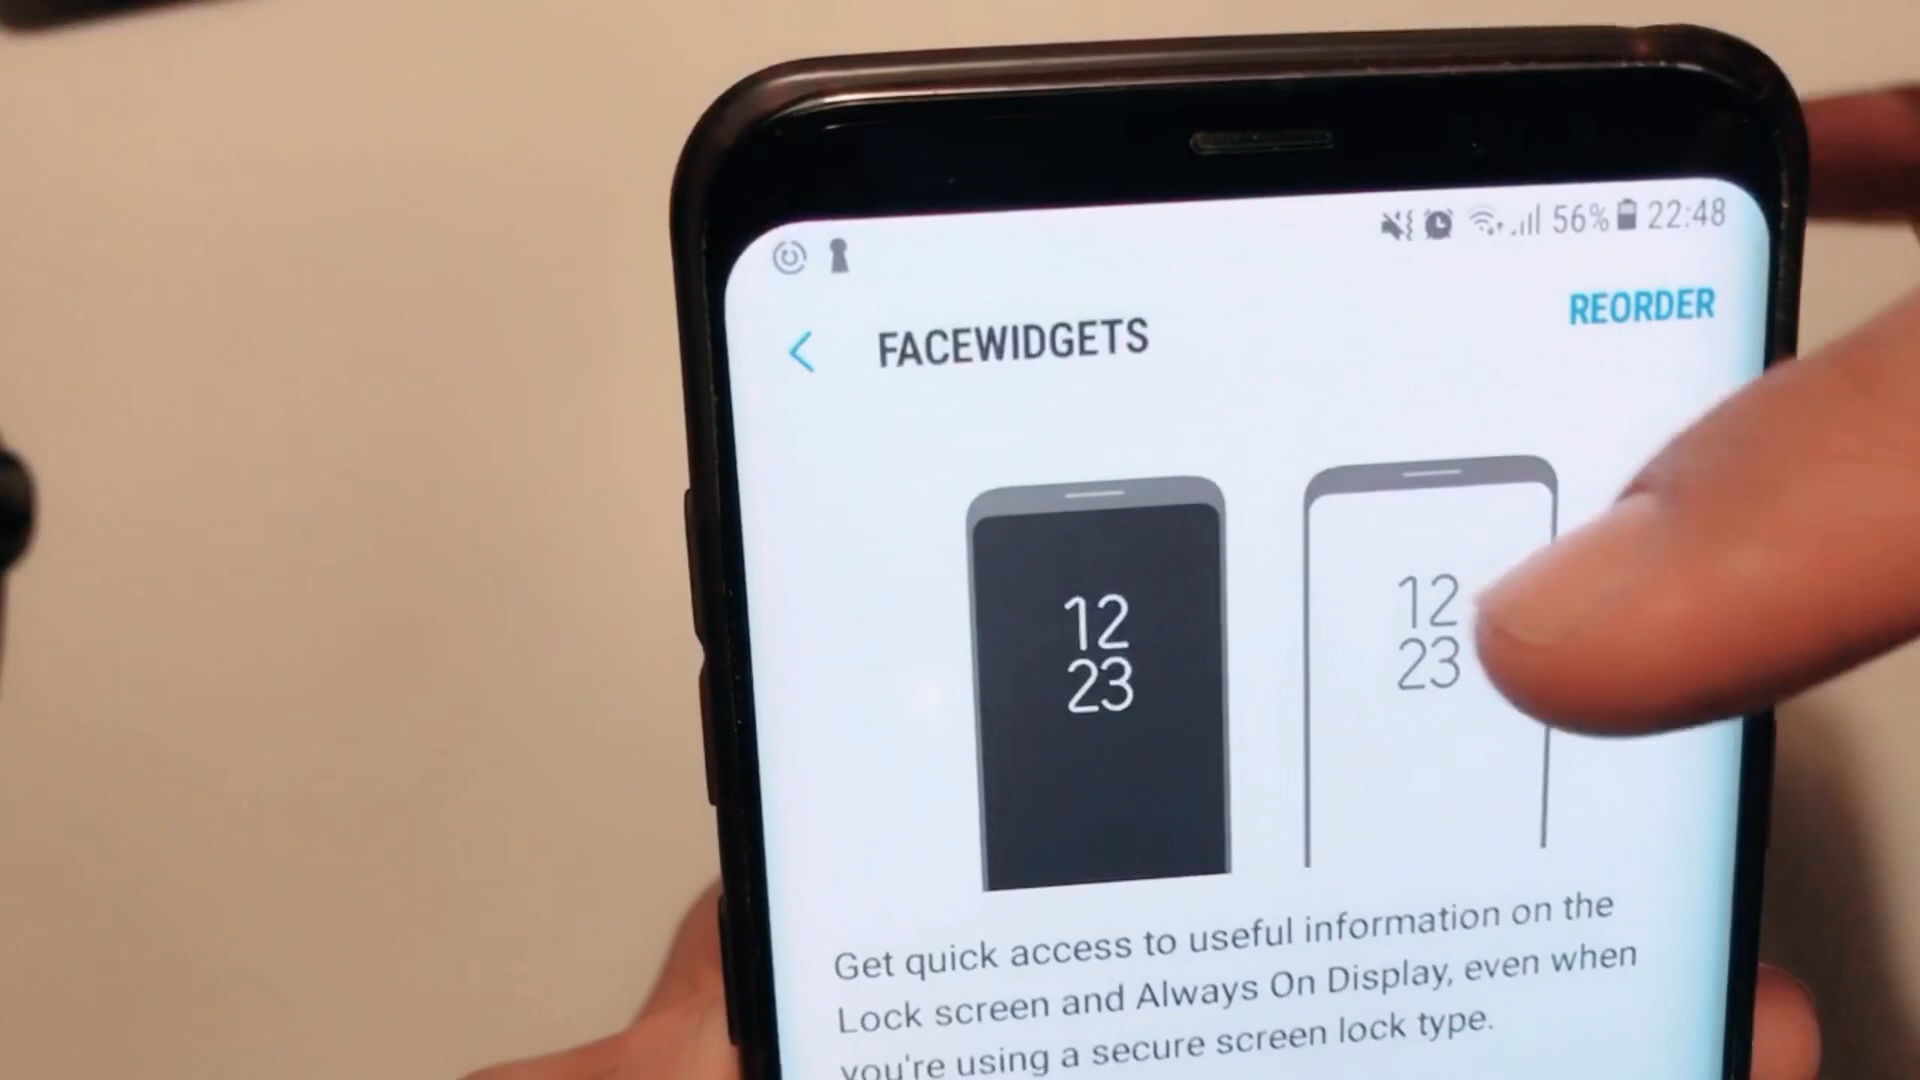 56% 22:48
FACEWIDGETS
REORDER
12
23
12
23
Get quick access to useful information on the
Lock screen and Always On Display, even when
you're using a secure screen lock type.